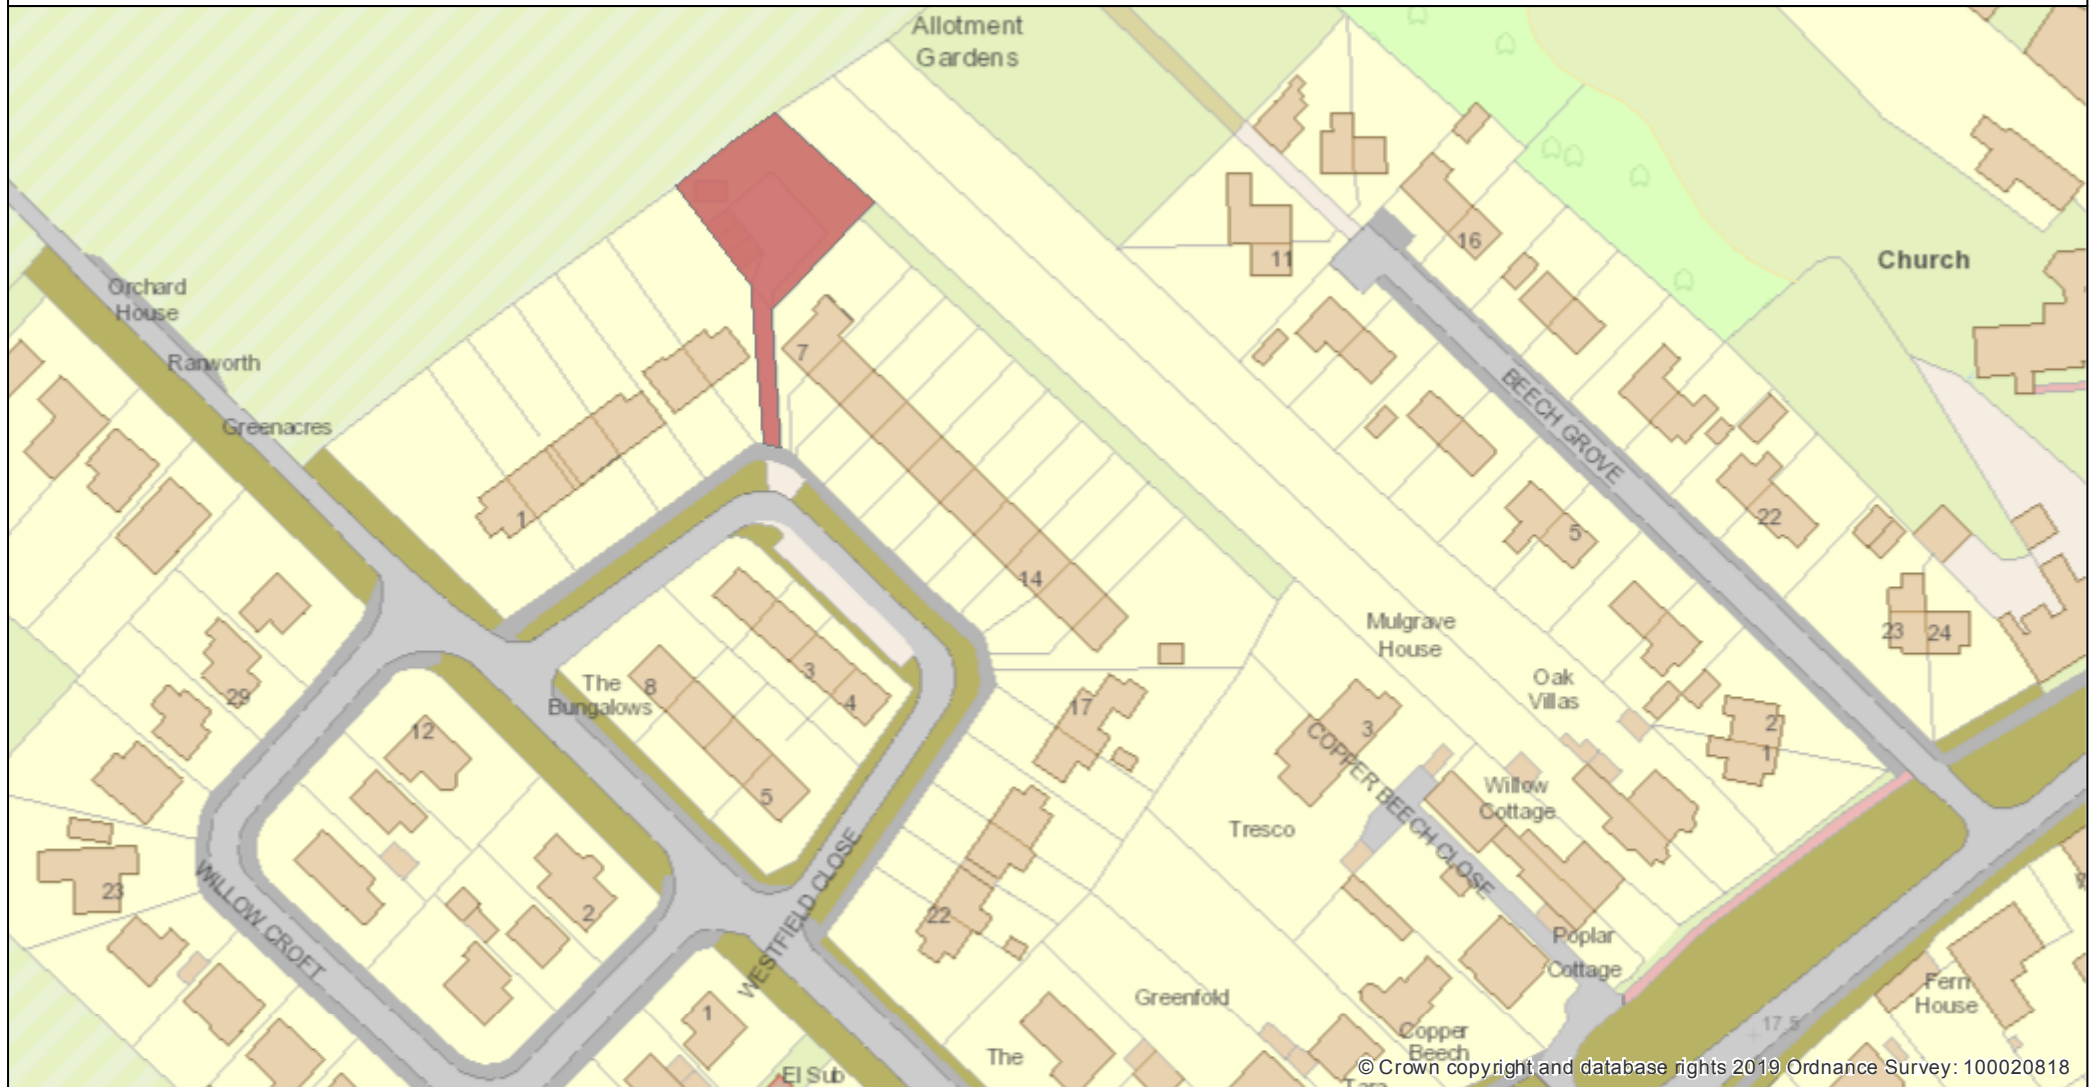 Allotment
Gardens
Church
16
11
Orchard
House
Ranworth
Greenacres
7
BEECH GROVE
1
22
5
14
Mulgrave
House
23
24
Oak
Villas
29
The
Bungalows
8
3
4
17
2
1
3
12
5
COPPER BEECH CLOSE
Willow
Cottage
Tresco
WILLOW CROFT
23
2
WESTFIELD CLOSE
22
Poplar
Cottage
Greenfold
Fern
House
1
17.5
Copper
Beech
The
El Sub
© Crown copyright and database rights 2019 Ordnance Survey: 100020818